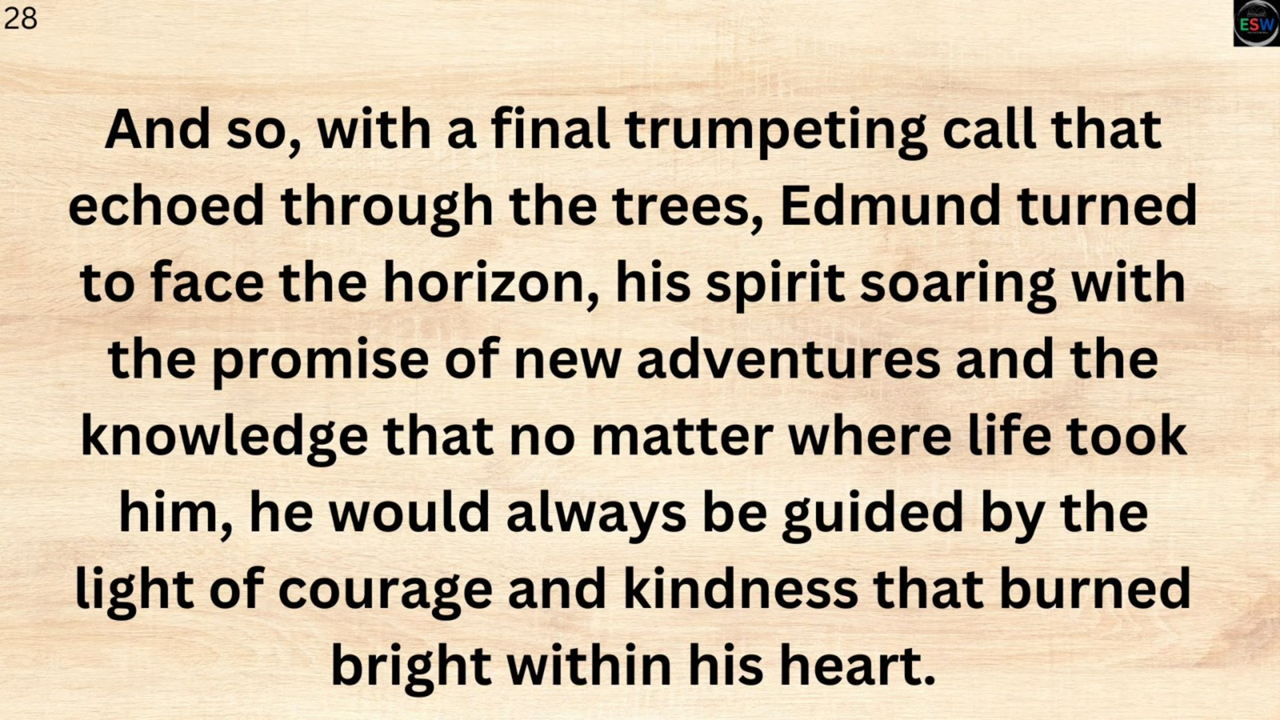 28
ESW
And so, with a final trumpeting call that
echoed through the trees, Edmund turned
to face the horizon, his spirit soaring with
the promise of new adventures and the
knowledge that no matter where life took
him, he would always be guided by the
light of courage and kindness that burned
bright within his heart.